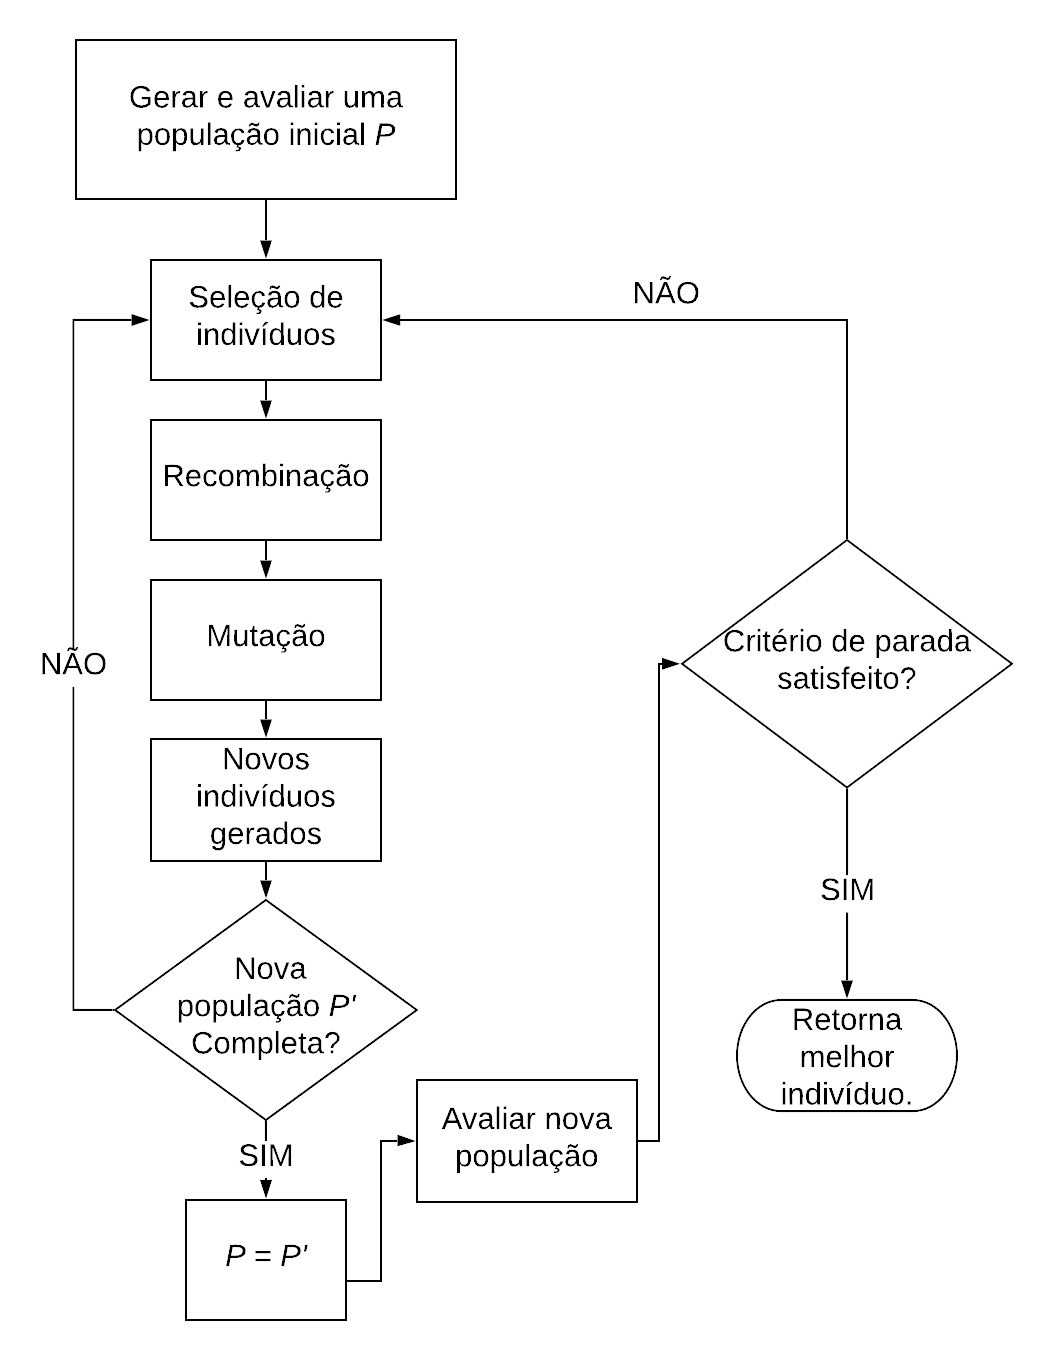 Gerar e avaliar uma
população inicial P
Seleção de
indivíduos
NÃO
Recombinação
Mutação
NÃO
Novos
indivíduos
gerados
Nova
população P'
Completa?
SIM
P = P'
Avaliar nova
população
Critério de parada
satisfeito?
SIM
Retorna
melhor
indivíduo.